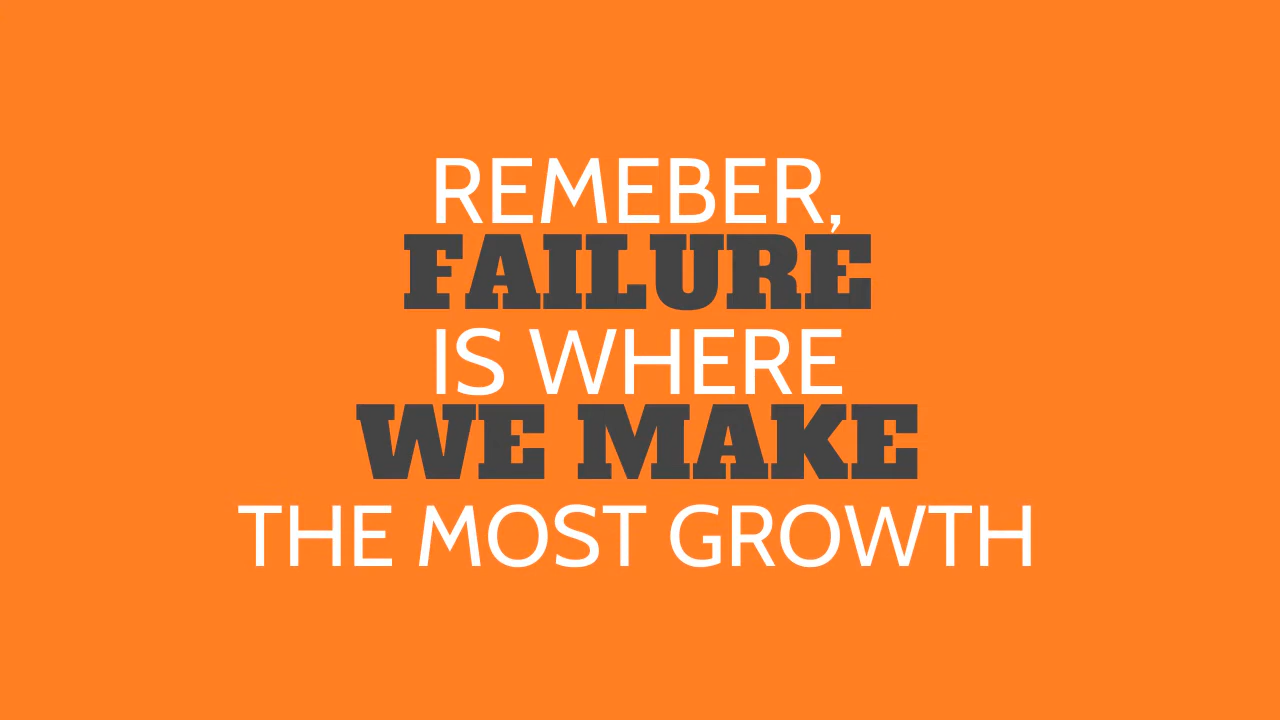 REMEBER,
FAILURE
IS WHERE
WE MAKE
THE MOST GROWTH